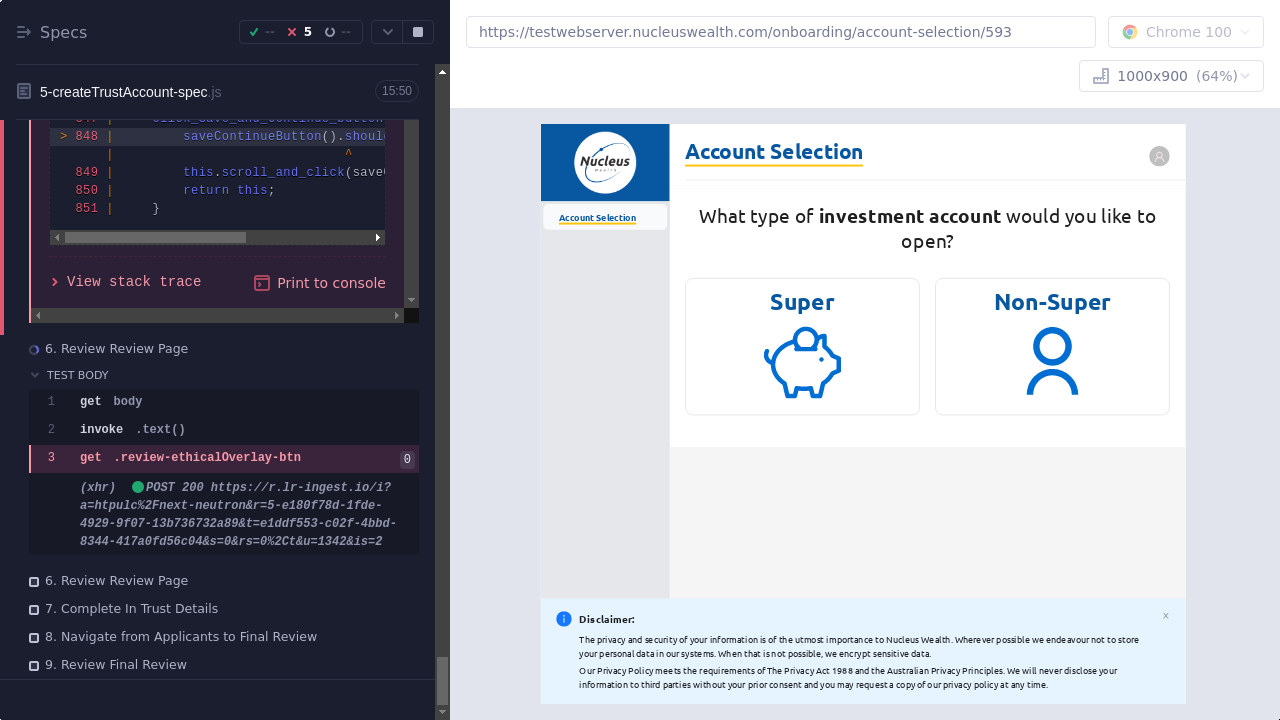 Specs
-- 5 --
5-createTrustAccount-spec.js 15:50
> 848 | saveContinueButton().shoul
| ^
849 | this.scroll_and_click(save
850 | return this;
851 | }
View stack trace
Print to console
6. Review Review Page
TEST BODY
1 get body
2 invoke .text()
3 get .review-ethicalOverlay-btn 0
(xhr) POST 200 https://r.lr-ingest.io/i?
a=htpulc%2Fnext-neutron&r=5-e180f78d-1fde-
4929-9f07-13b736732a89&t=e1ddf553-c02f-4bbd-
8344-417a0fd56c04&s=0&rs=0%2Ct&u=1342&is=2
6. Review Review Page
7. Complete In Trust Details
8. Navigate from Applicants to Final Review
9. Review Final Review
https://testwebserver.nucleuswealth.com/onboarding/account-selection/593
Chrome 100
1000x900 (64%)
Nucleus
Wealth
Account Selection
Account Selection
What type of investment account would you like to
open?
Super
Non-Super
Disclaimer:
×
The privacy and security of your information is of the utmost importance to Nucleus Wealth. Wherever possible we endeavour not to store
your personal data in our systems. When that is not possible, we encrypt sensitive data.
Our Privacy Policy meets the requirements of The Privacy Act 1988 and the Australian Privacy Principles. We will never disclose your
information to third parties without your prior consent and you may request a copy of our privacy policy at any time.